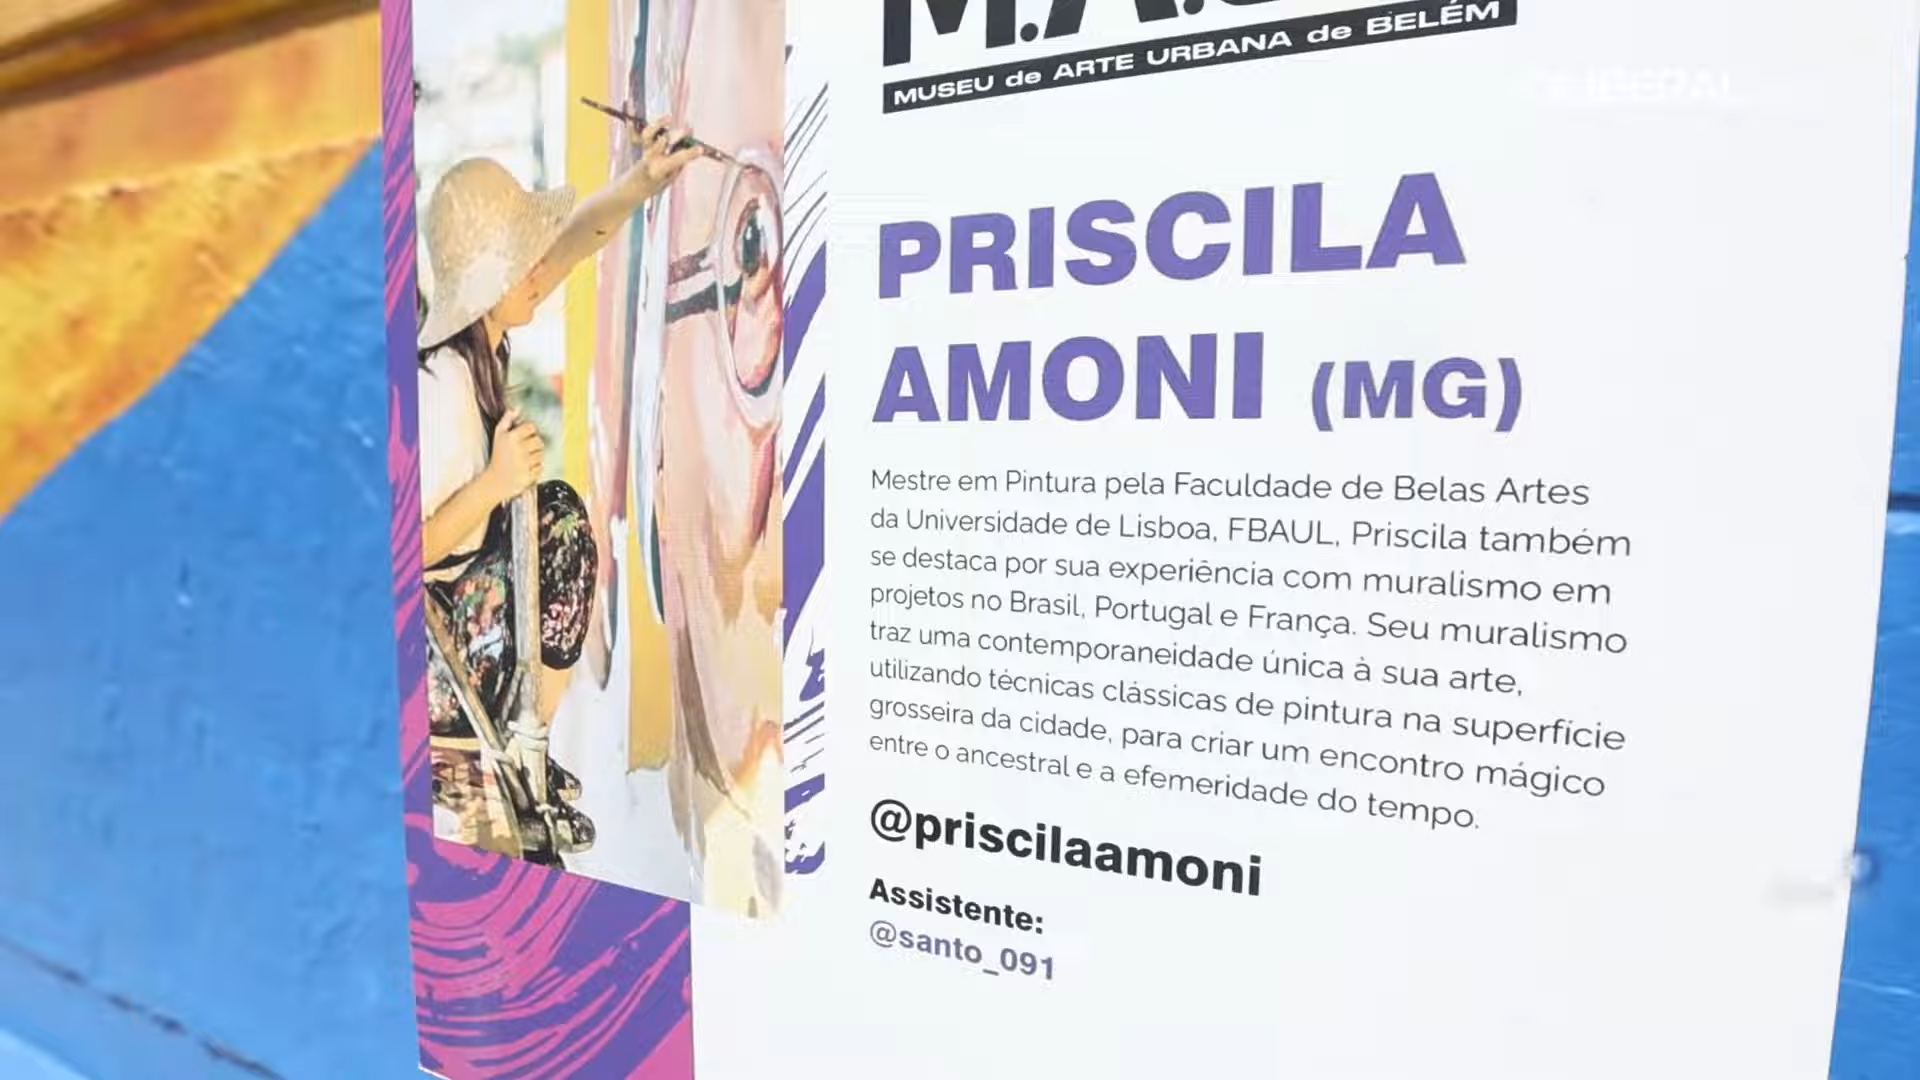 MUSEU de ARTE URBANA de BELÉM
LIBERAL
PRISCILA
AMONI (MG)
Mestre em Pintura pela Faculdade de Belas Artes
da Universidade de Lisboa, FBAUL, Priscila também
se destaca por sua experiência com muralismo em
projetos no Brasil, Portugal e França. Seu muralismo
traz uma contemporaneidade única à sua arte,
utilizando técnicas clássicas de pintura na superfície
grosseira da cidade, para criar um encontro mágico
entre o ancestral e a efemeridade do tempo.
@priscilaamoni
Assistente:
@santo_091